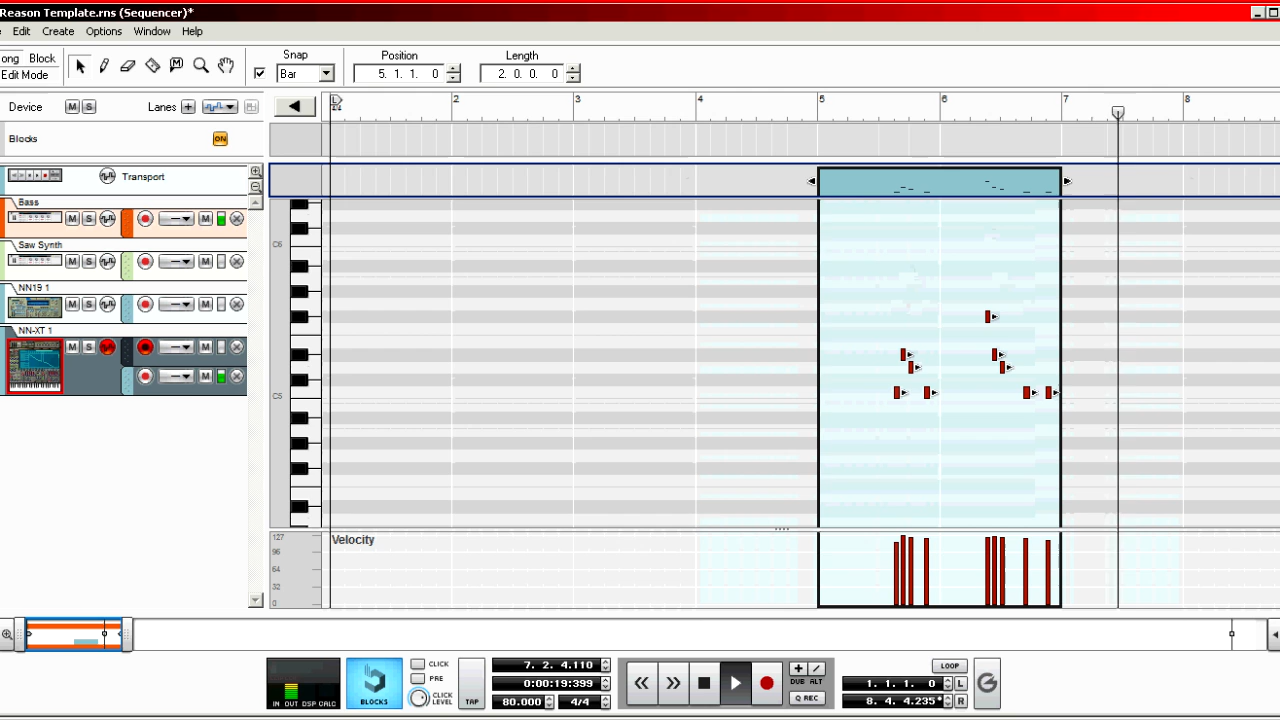 Reason Template.rns (Sequencer)*
Edit Create Options Window Help
ong Block
Edit Mode
Snap
Bar
Position
5. 1. 1. 0
Length
2. 0. 0. 0
Device M S Lanes
2 3 4 5 6 7 8
Blocks ON
Transport
Bass
M S M
Saw Synth
M S M
NN19 1
M S M
NN-XT 1
M S M
M
C6
C5
Velocity
127
96
64
32
0
IN OUT DSP CALC
BLOCKS
CLICK
PRE
CLICK LEVEL
TAP
7. 2. 4.110
0:00:19:399
80.000 4/4
DUB ALT
Q REC
LOOP
1. 1. 1. 0 L
8. 4. 4.235* R